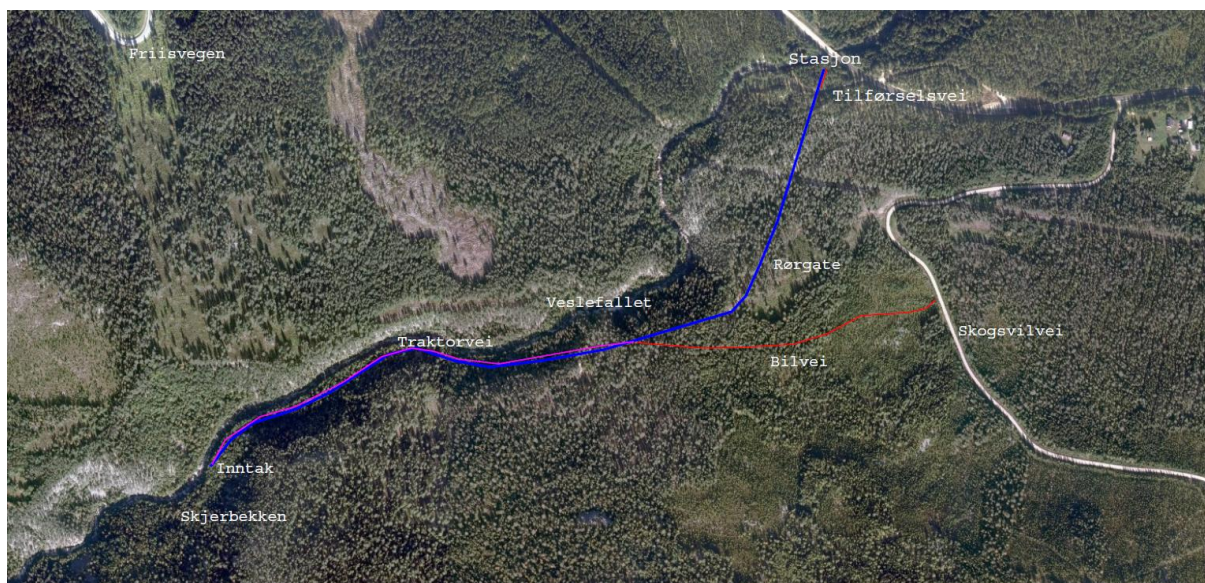 Friisvegen
Stasjon
Tilførselsvei
Rørgate
Veslefallet
Skogsvilvei
Traktorvei
Bilvei
Inntak
Skjerbekken